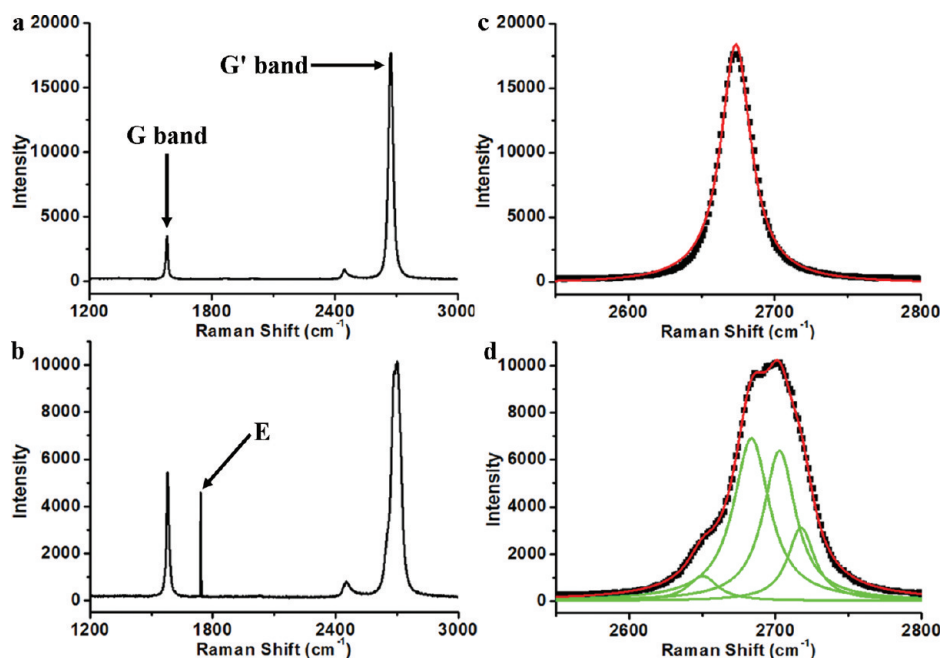 a
20000
15000
10000
5000
0
Intensity
G' band
G band
1200 1800 2400 3000
Raman Shift (cm⁻¹)
c
20000
15000
10000
5000
0
Intensity
2600 2700 2800
Raman Shift (cm⁻¹)
b
10000
8000
6000
4000
2000
0
Intensity
E
1200 1800 2400 3000
Raman Shift (cm⁻¹)
d
10000
8000
6000
4000
2000
0
Intensity
2600 2700 2800
Raman Shift (cm⁻¹)